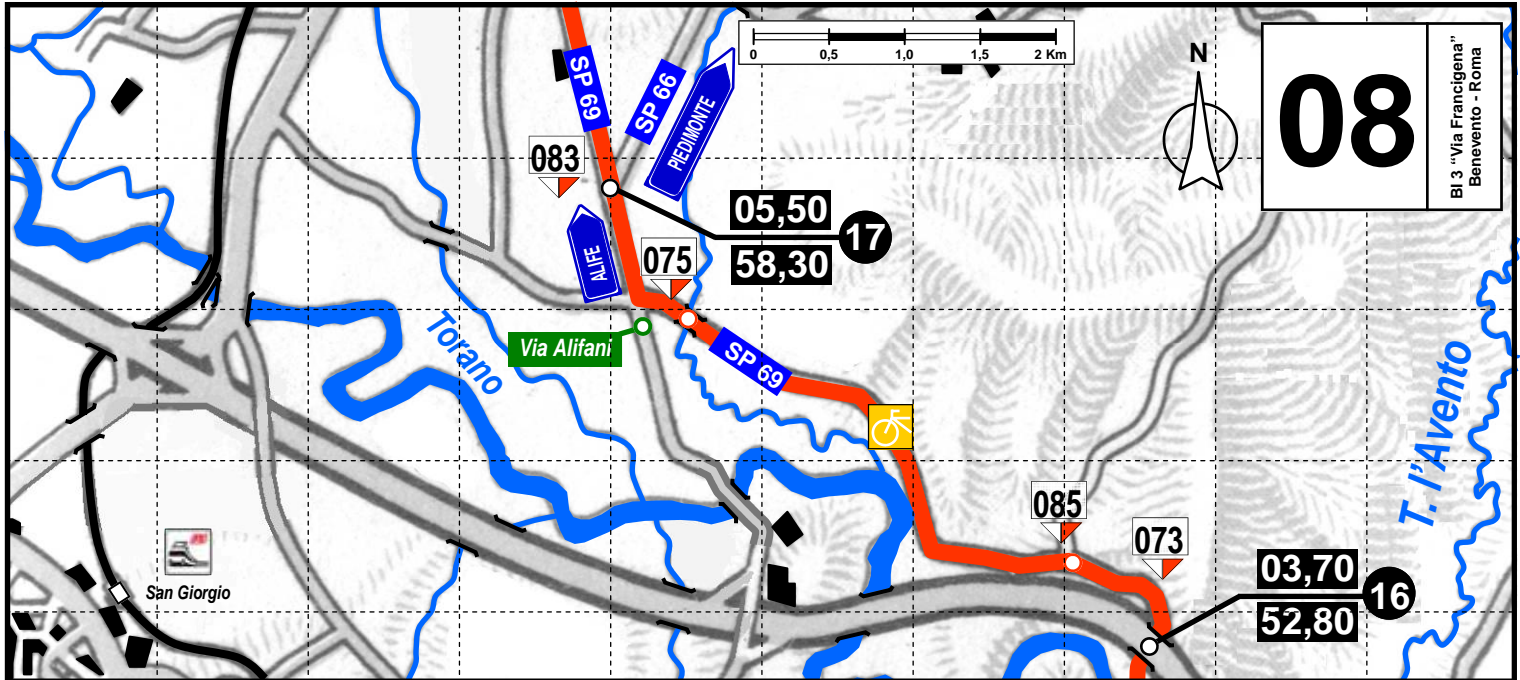 0 0,5 1,0 1,5 2 Km
N
08
BI 3 “Via Francigena”
Benevento - Roma
SP 69
SP 66
PIEDIMONTE
083
05,50
58,30
17
ALIFE
075
Via Alifani
Torano
SP 69
T. l'Avento
085
073
San Giorgio
03,70
52,80
16